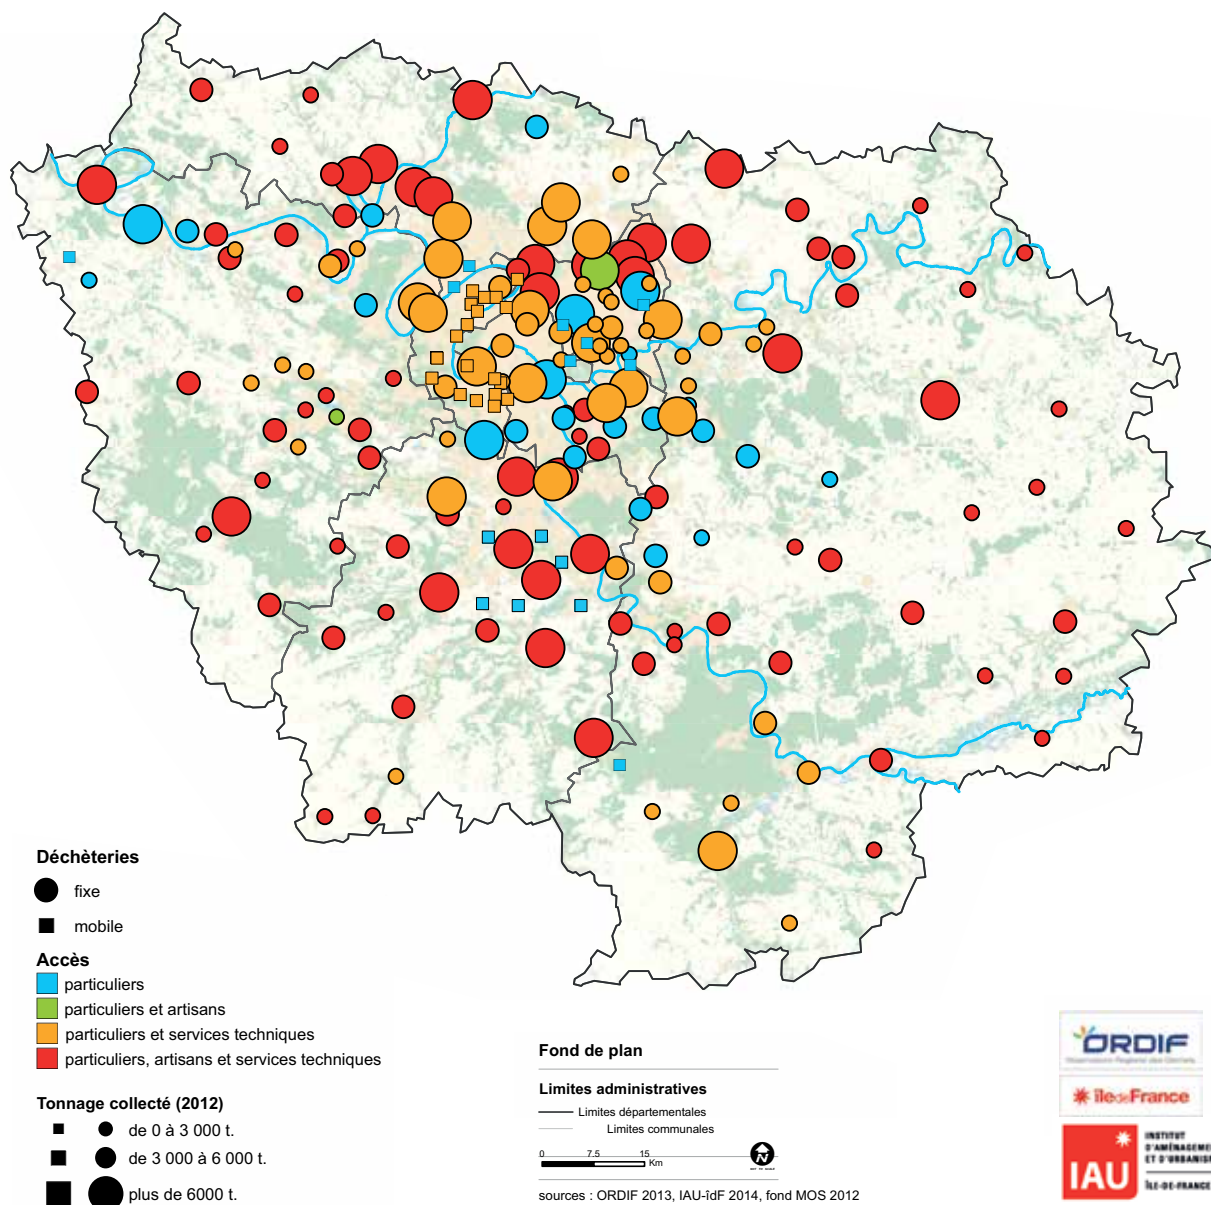 Déchèteries
fixe
mobile
Accès
particuliers
particuliers et artisans
particuliers et services techniques
particuliers, artisans et services techniques
Tonnage collecté (2012)
de 0 à 3 000 t.
de 3 000 à 6 000 t.
plus de 6000 t.
Fond de plan
Limites administratives
Limites départementales
Limites communales
0 7.5 15
Km
N
sources : ORDIF 2013, IAU-îdF 2014, fond MOS 2012
ORDIF
îledeFrance
IAU
INSTITUT
D'AMÉNAGEME
ET D'URBANIS
ÎLE-DE-FRANCE